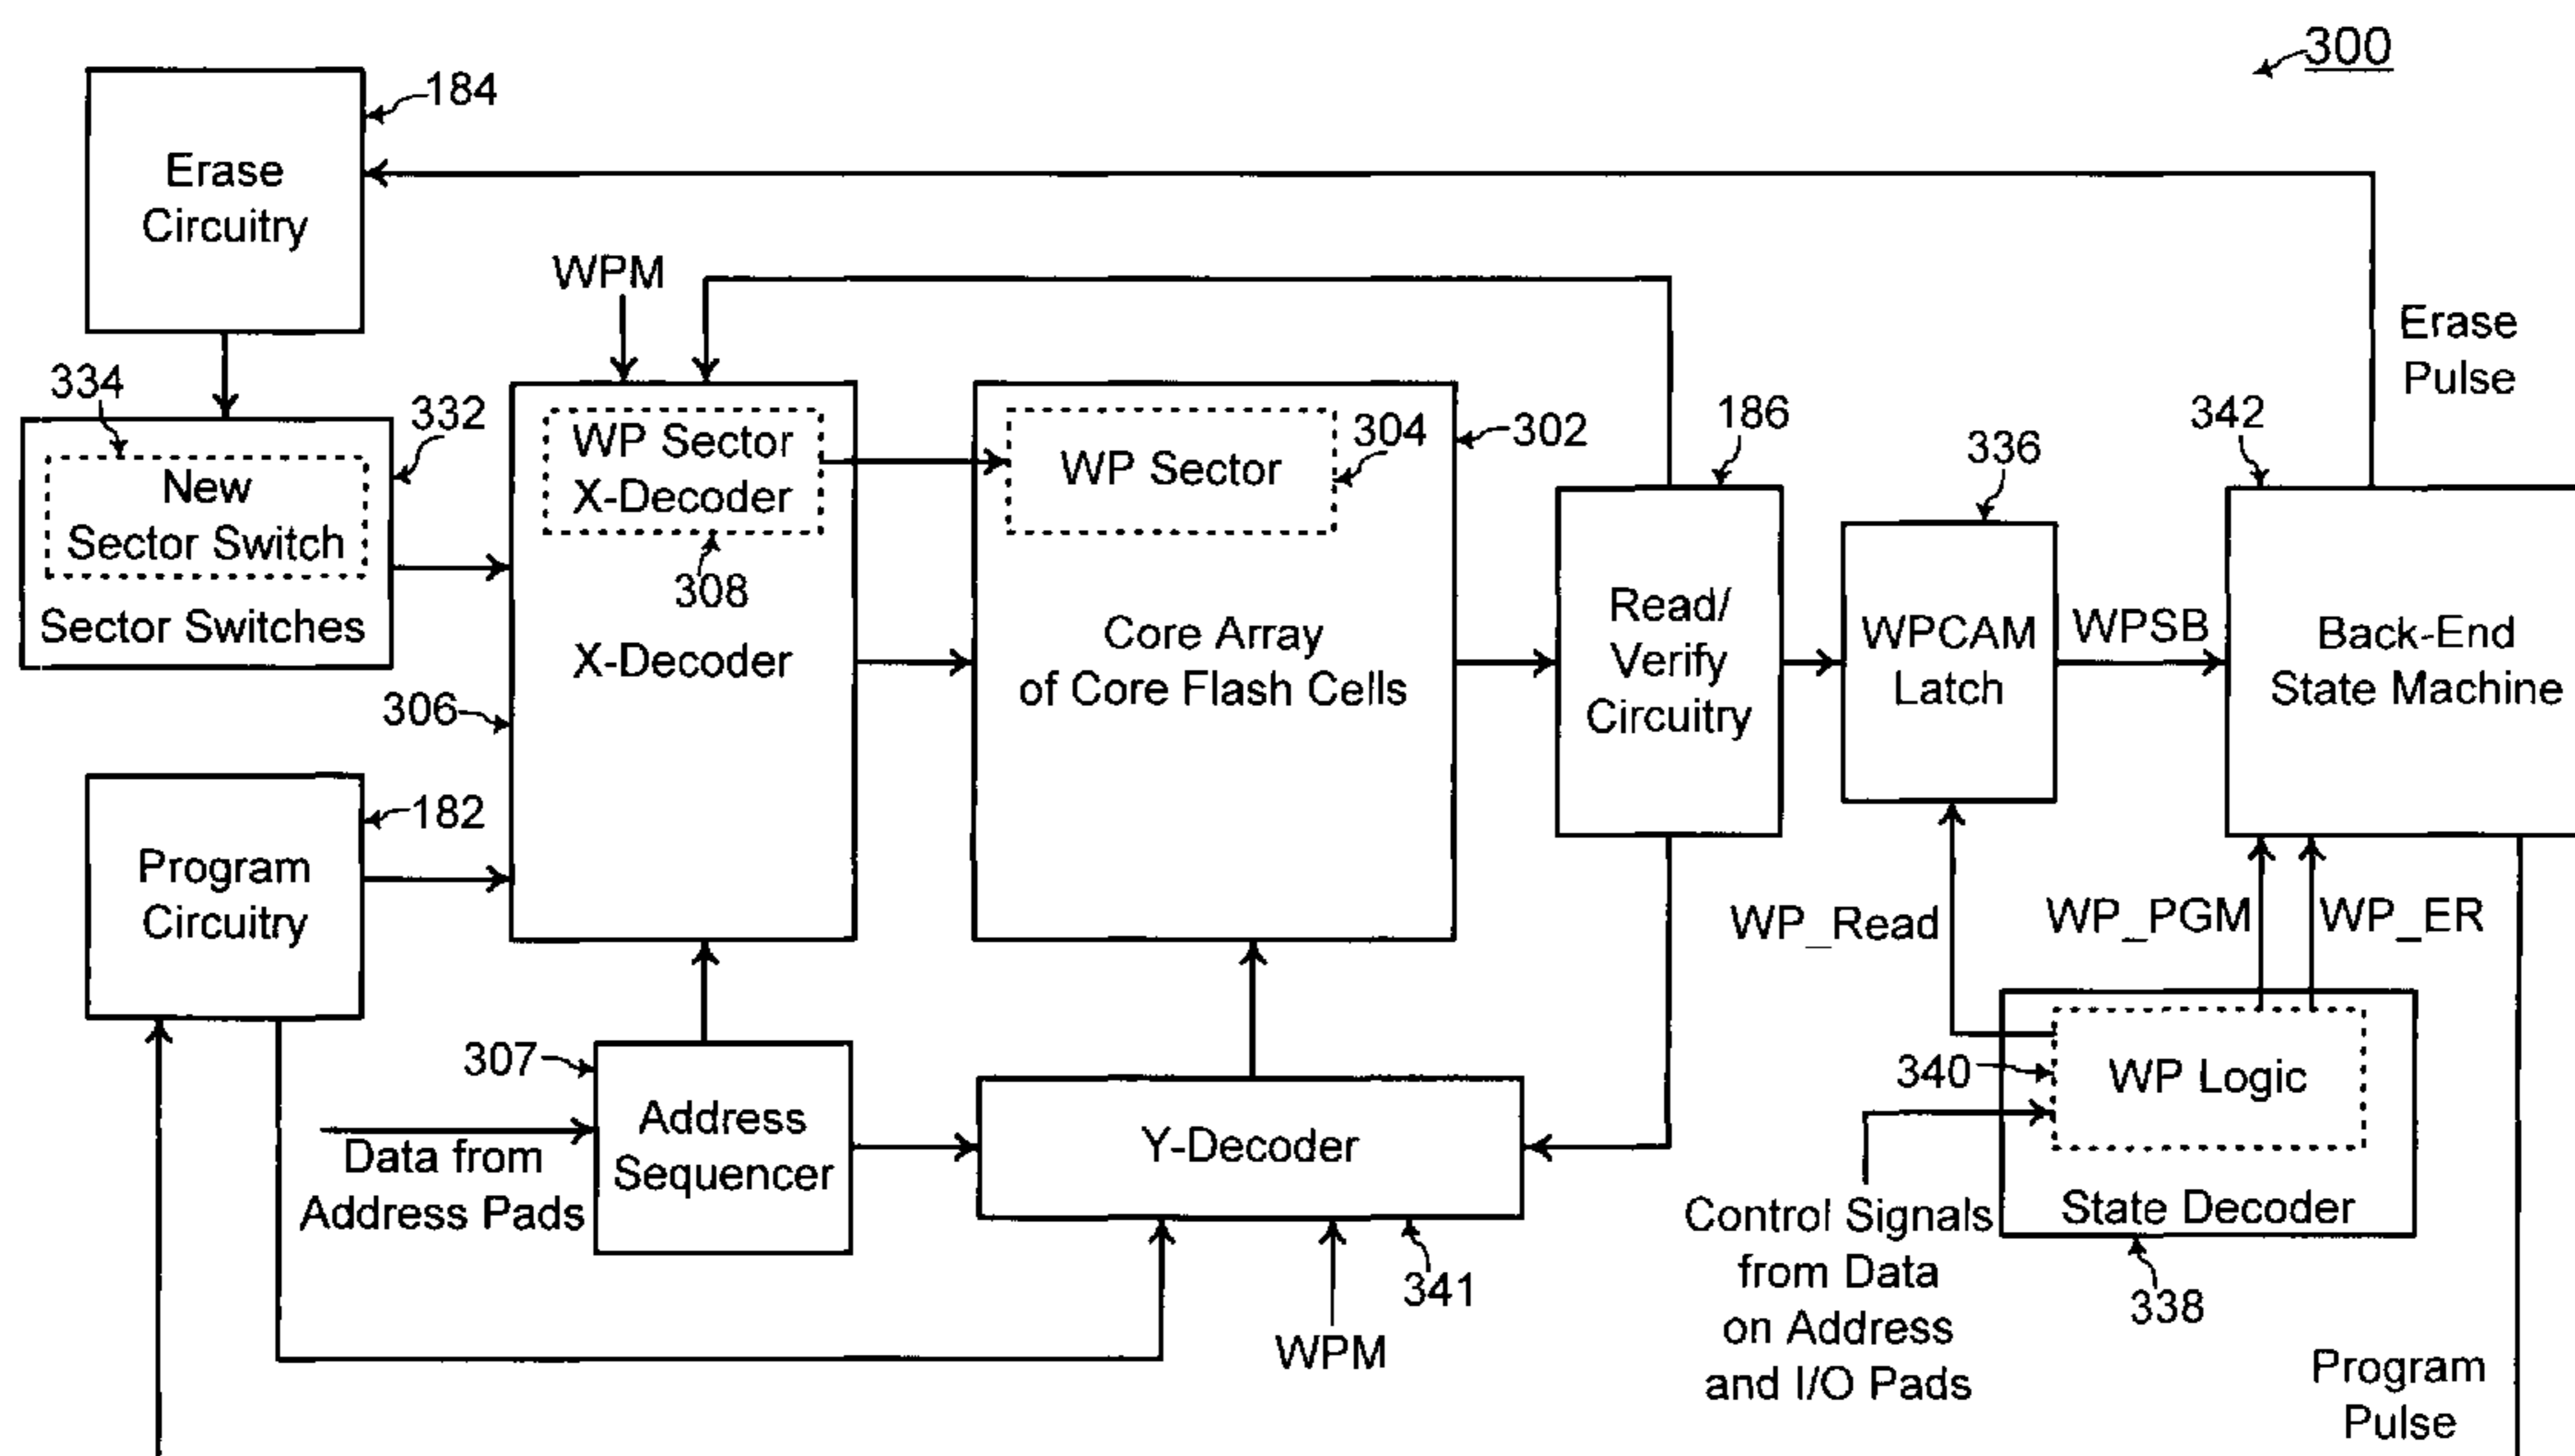 300
184
Erase
Circuitry
WPM
Erase
Pulse
334
332
New
Sector Switch
Sector Switches
WP Sector
X-Decoder
308
X-Decoder
306
WP Sector
304
302
Core Array
of Core Flash Cells
186
Read/
Verify
Circuitry
336
WPCAM
Latch
WPSB
342
Back-End
State Machine
182
Program
Circuitry
WP_Read
WP_PGM
WP_ER
307
Address
Sequencer
Data from
Address Pads
Y-Decoder
341
WPM
340
WP Logic
State Decoder
338
Control Signals
from Data
on Address
and I/O Pads
Program
Pulse